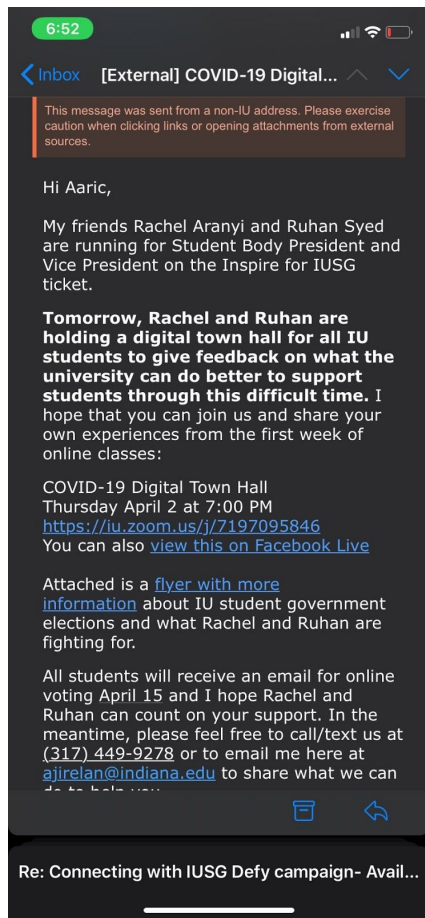 6:52
Inbox [External] COVID-19 Digital...
This message was sent from a non-IU address. Please exercise
caution when clicking links or opening attachments from external
sources.
Hi Aaric,
My friends Rachel Aranyi and Ruhan Syed
are running for Student Body President and
Vice President on the Inspire for IUSG
ticket.
Tomorrow, Rachel and Ruhan are
holding a digital town hall for all IU
students to give feedback on what the
university can do better to support
students through this difficult time. I
hope that you can join us and share your
own experiences from the first week of
online classes:
COVID-19 Digital Town Hall
Thursday April 2 at 7:00 PM
https://iu.zoom.us/j/7197095846
You can also view this on Facebook Live
Attached is a flyer with more
information about IU student government
elections and what Rachel and Ruhan are
fighting for.
All students will receive an email for online
voting April 15 and I hope Rachel and
Ruhan can count on your support. In the
meantime, please feel free to call/text us at
(317) 449-9278 or to email me here at
ajirelan@indiana.edu to share what we can
do to help you
Re: Connecting with IUSG Defy campaign- Avail...